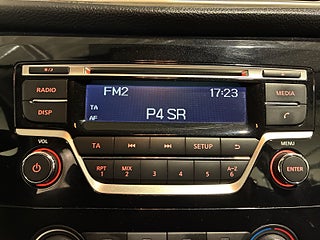 RADIO
FM2 17:23
MEDIA
TA
DISP
P4 SR
AF
VOL
TA
SETUP
MENU
RPT 1
MIX 2
3
4
5
A-Z 6
ENTER